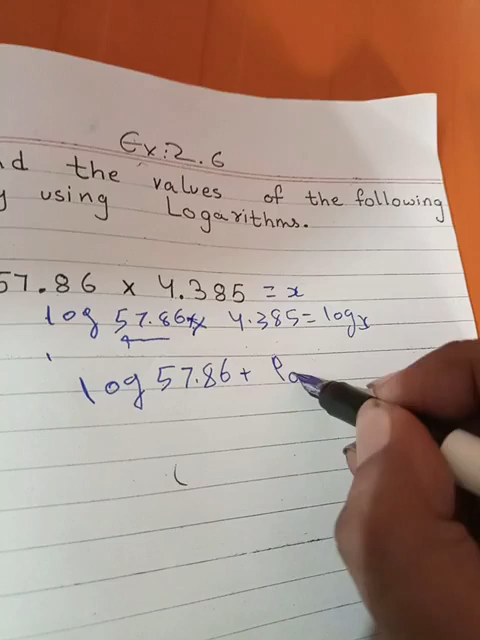 Ex:2.6
the values of the following
using Logarithms.
57.86 x 4.385 = x
log 57.86 x 4.385 = log x
log 57.86 + lo